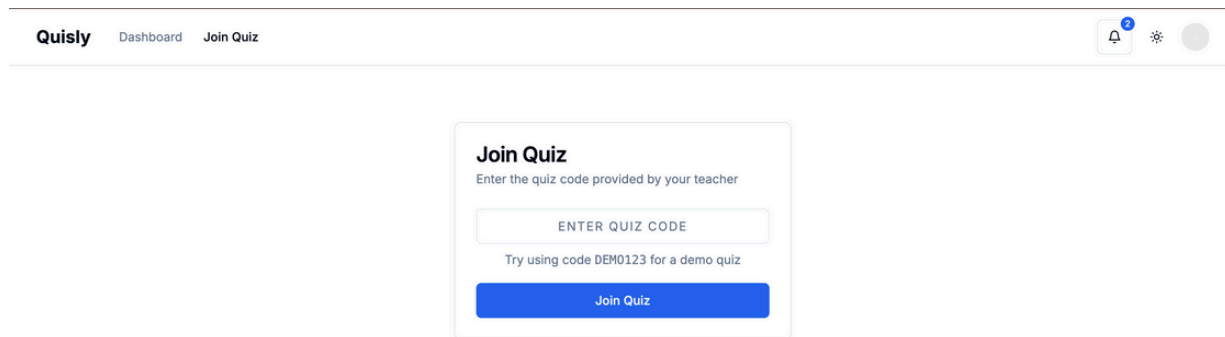 Quisly Dashboard Join Quiz 2
Join Quiz
Enter the quiz code provided by your teacher
ENTER QUIZ CODE
Try using code DEMO123 for a demo quiz
Join Quiz